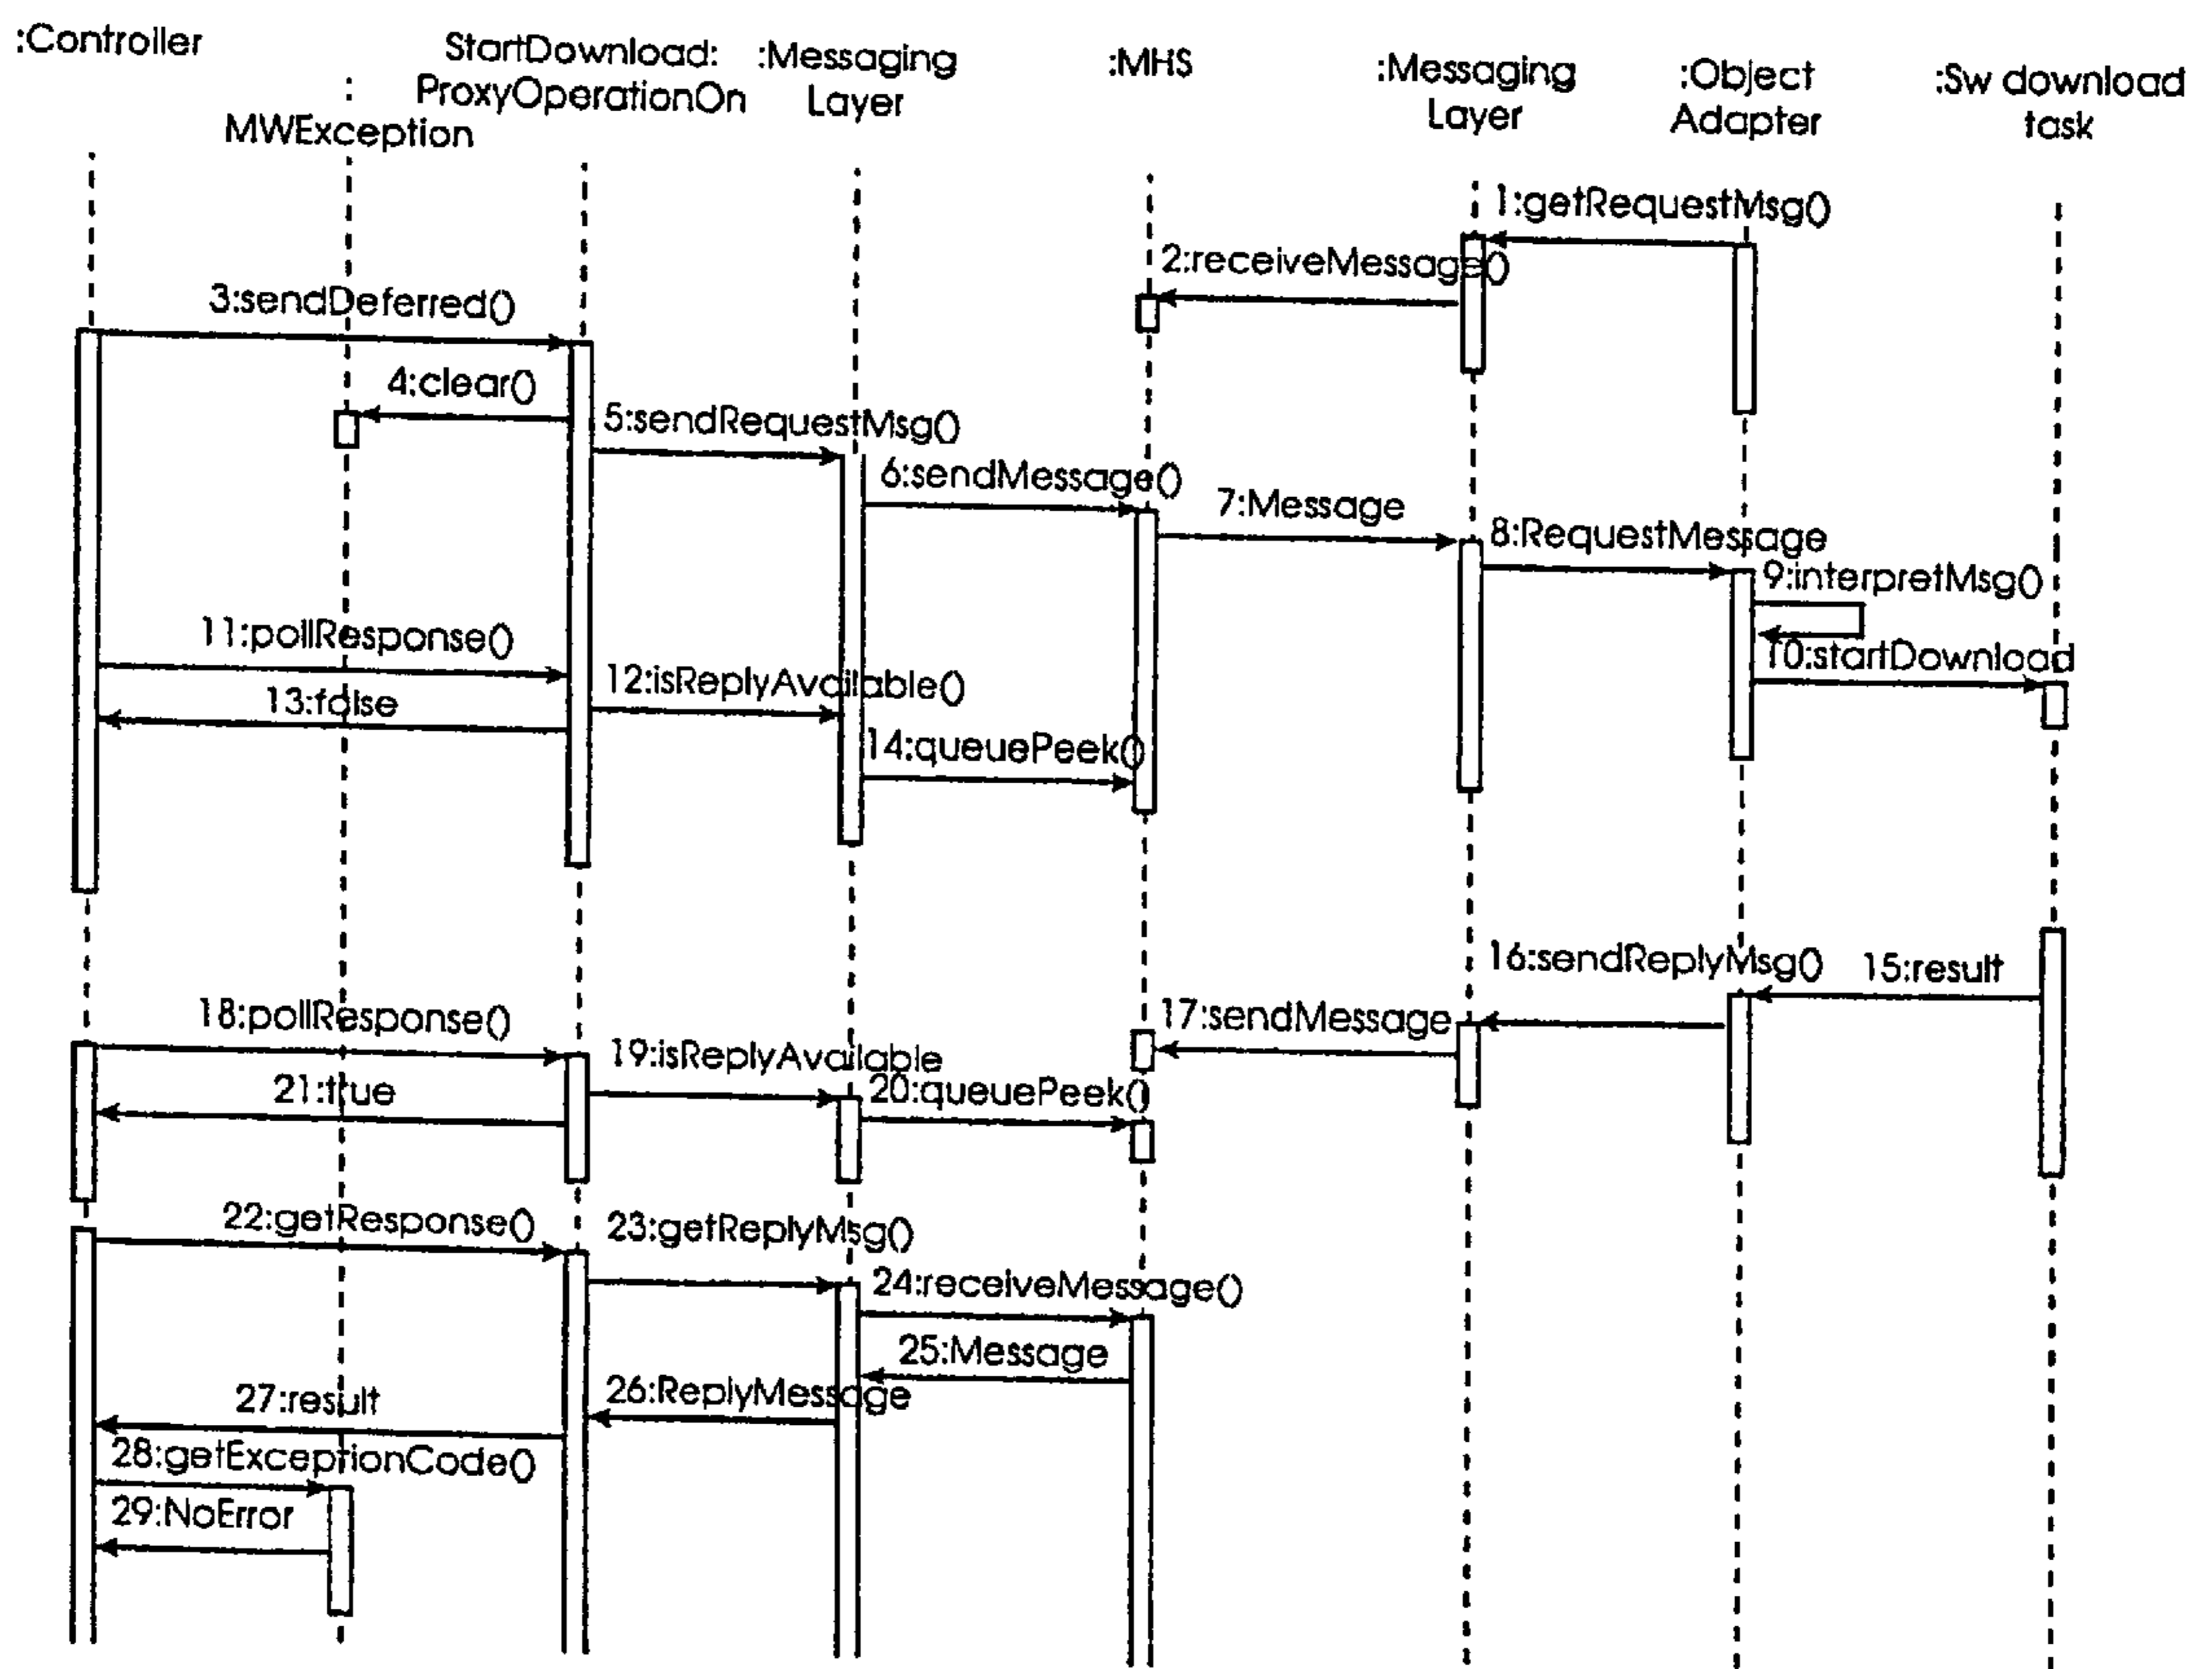 :Controller
:
MWException
StartDownload:
ProxyOperationOn
:Messaging
Layer
:MHS
:Messaging
Layer
:Object
Adapter
:Sw download
task
1:getRequestMsg()
2:receiveMessage()
3:sendDeferred()
4:clear()
5:sendRequestMsg()
6:sendMessage()
7:Message
8:RequestMessage
9:interpretMsg()
10:startDownload
11:pollResponse()
12:isReplyAvailable()
13:false
14:queuePeek()
15:result
16:sendReplyMsg()
17:sendMessage
18:pollResponse()
19:isReplyAvailable
20:queuePeek()
21:true
22:getResponse()
23:getReplyMsg()
24:receiveMessage()
25:Message
26:ReplyMessage
27:result
28:getExceptionCode()
29:NoError